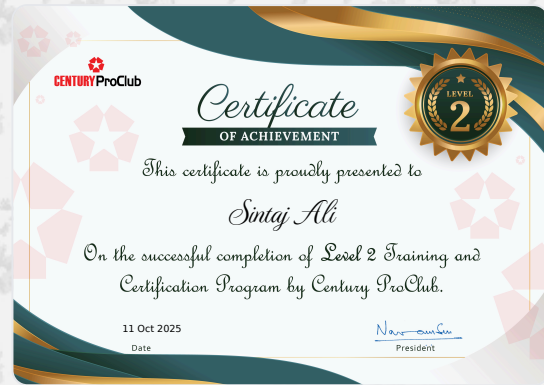 CENTURY ProClub
Certificate
OF ACHIEVEMENT
LEVEL
2
This certificate is proudly presented to
Sintaj Ali
On the successful completion of Level 2 Training and
Certification Program by Century ProClub.
11 Oct 2025
Date
President